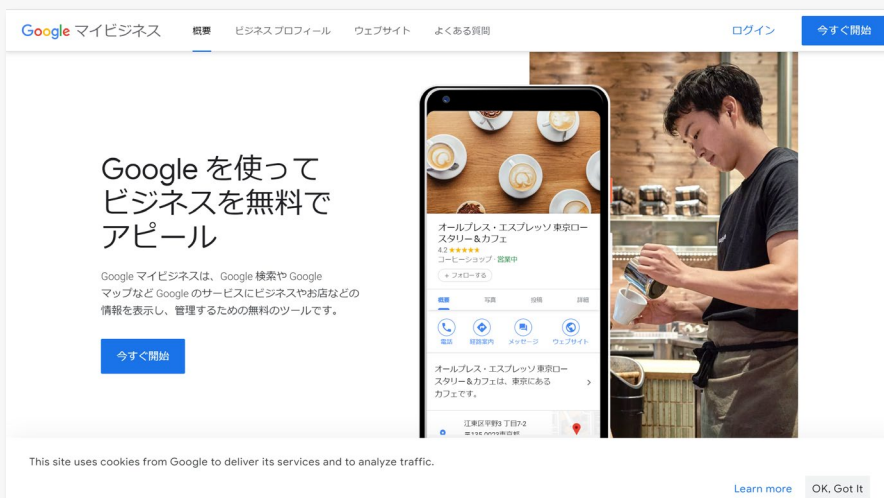 Google マイビジネス
概要
ビジネス プロフィール
ウェブサイト
よくある質問
ログイン
今すぐ開始
Google を使って
ビジネスを無料で
アピール
Google マイビジネスは、Google 検索や Google
マップなど Google のサービスにビジネスやお店などの
情報を表示し、管理するための無料のツールです。
今すぐ開始
オールプレス・エスプレッソ 東京ロー
スタリー＆カフェ
4.2 ★★★★★
コーヒーショップ · 営業中
+ フォローする
概要
写真
投稿
詳細
電話
経路案内
メッセージ
ウェブサイト
オールプレス・エスプレッソ 東京ロー
スタリー＆カフェは、東京にある
カフェです。
江東区平野3 丁目7-2
〒135-0023東京都
This site uses cookies from Google to deliver its services and to analyze traffic.
Learn more
OK, Got It